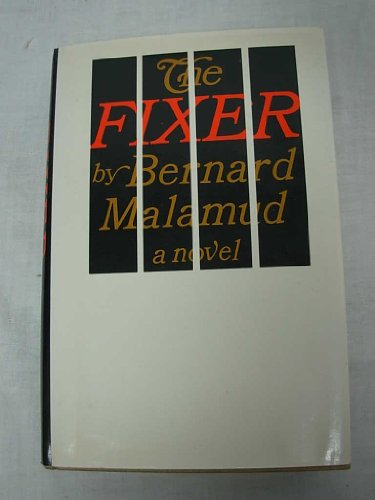 The
FIXER
by Bernard
Malamud
a novel